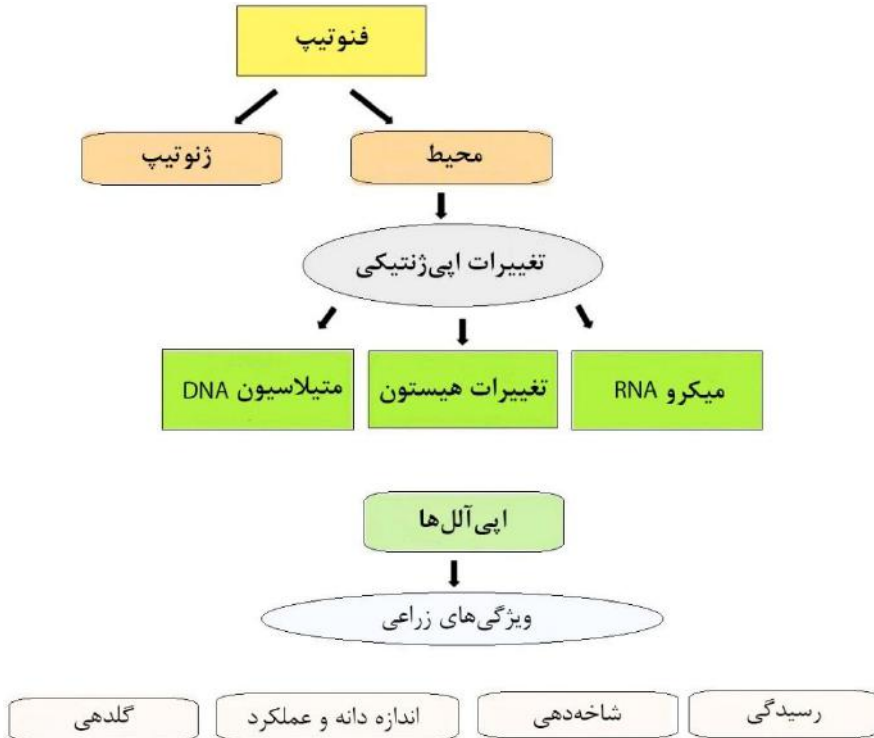 فنوتیپ
محیط
ژنوتیپ
تغییرات اپی‌ژنتیکی
میکرو RNA
تغییرات هیستون
متیلاسیون DNA
اپی‌آلل‌ها
ویژگی‌های زراعی
رسیدگی
شاخه‌دهی
اندازه دانه و عملکرد
گلدهی